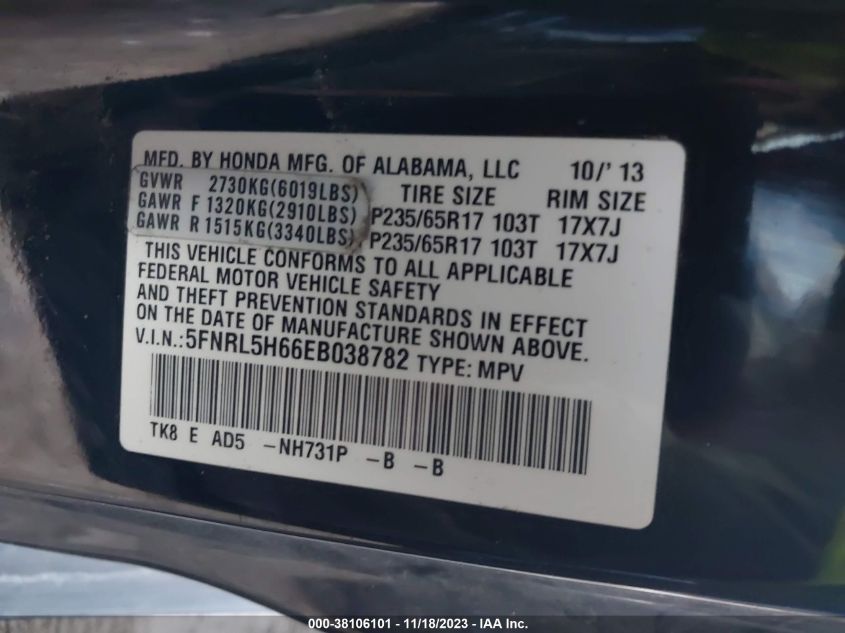 MFD. BY HONDA MFG. OF ALABAMA, LLC 10/'13
GVWR 2730KG(6019LBS) TIRE SIZE RIM SIZE
GAWR F 1320KG(2910LBS) P235/65R17 103T 17X7J
GAWR R 1515KG(3340LBS) P235/65R17 103T 17X7J
THIS VEHICLE CONFORMS TO ALL APPLICABLE
FEDERAL MOTOR VEHICLE SAFETY
AND THEFT PREVENTION STANDARDS IN EFFECT
ON THE DATE OF MANUFACTURE SHOWN ABOVE.
V.I.N.:5FNRL5H66EB038782 TYPE: MPV
TK8 E AD5 -NH731P -B -B
000-38106101 - 11/18/2023 - IAA Inc.